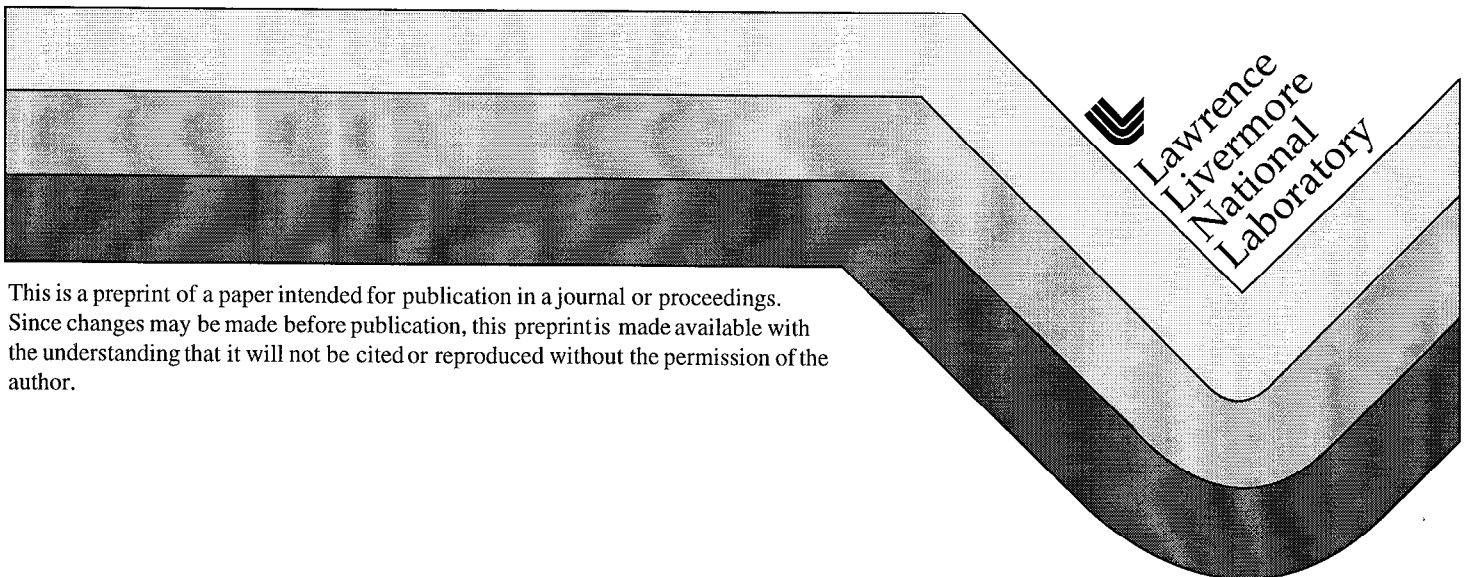 Lawrence
Livermore
National
Laboratory
This is a preprint of a paper intended for publication in a journal or proceedings.
Since changes may be made before publication, this preprint is made available with
the understanding that it will not be cited or reproduced without the permission of the
author.